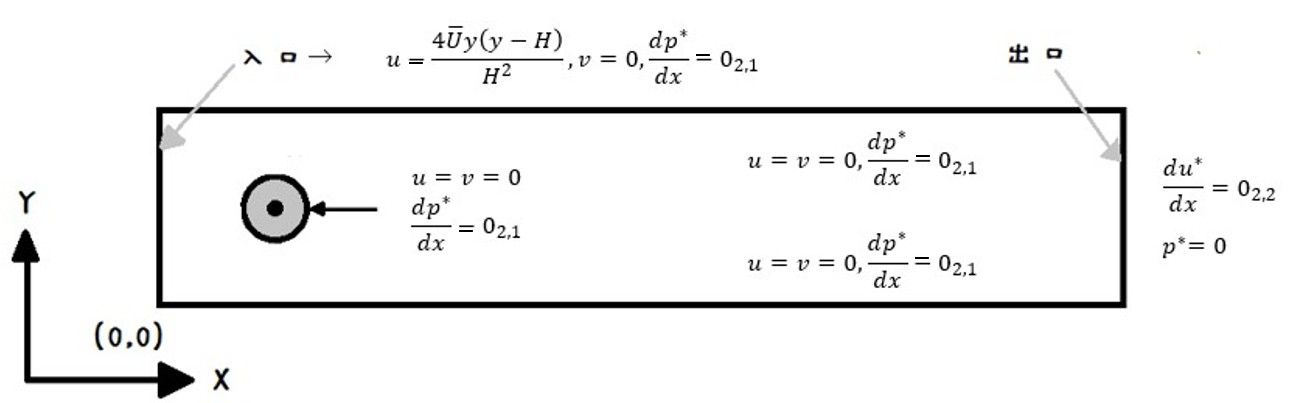 入 口 → u = 4U̅y(y − H)/H², v = 0, dp*/dx = 0₂,₁
出 口
u = v = 0
dp*/dx = 0₂,₁
u = v = 0, dp*/dx = 0₂,₁
u = v = 0, dp*/dx = 0₂,₁
du*/dx = 0₂,₂
p*= 0
Y
(0,0)
X